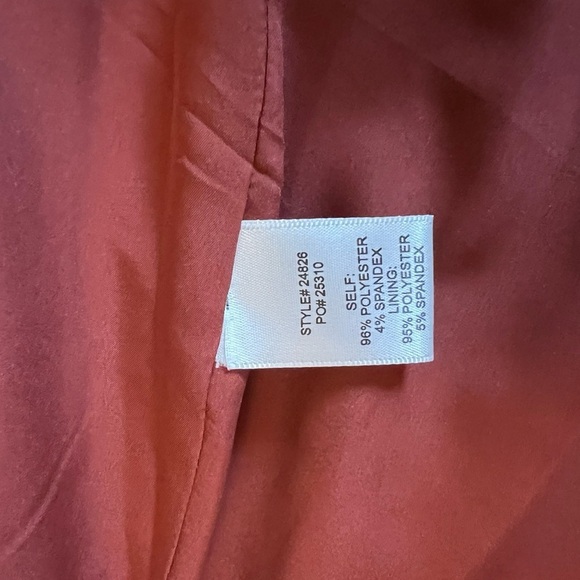 STYLE# 24826
PO# 25310
SELF:
96% POLYESTER
4% SPANDEX
LINING:
95% POLYESTER
5% SPANDEX